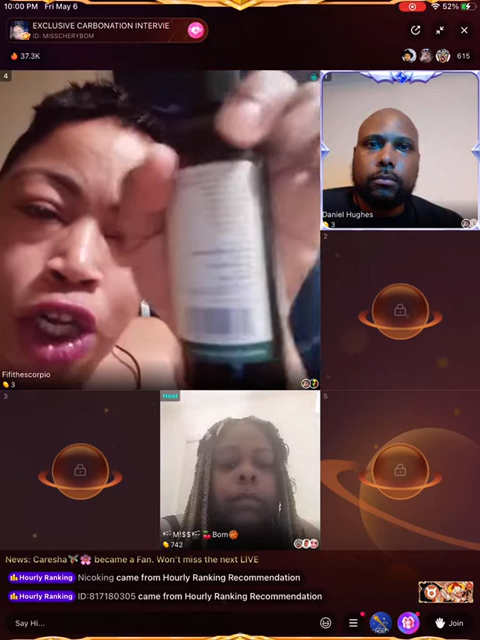 10:00 PM Fri May 6
52%
EXCLUSIVE CARBONATION INTERVIE
ID: MISSCHERYBOM
37.3K
615
4
1
Fifithescorpio
3
Daniel Hughes
3
2
3
Host
M!$$🍒Bom
742
5
News: Caresha became a Fan. Won't miss the next LIVE
Hourly Ranking Nicoking came from Hourly Ranking Recommendation
Hourly Ranking ID:817180305 came from Hourly Ranking Recommendation
Say Hi...
Join